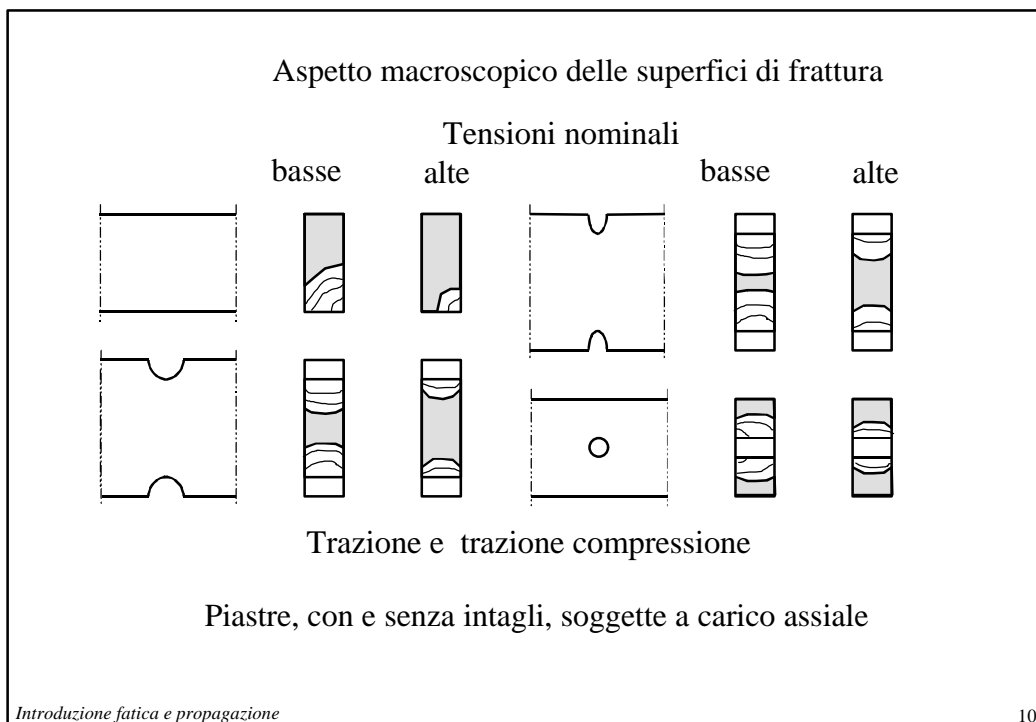 Aspetto macroscopico delle superfici di frattura
Tensioni nominali
basse alte basse alte
Trazione e trazione compressione
Piastre, con e senza intagli, soggette a carico assiale
Introduzione fatica e propagazione 10